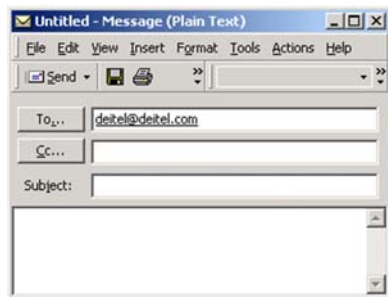 Untitled - Message (Plain Text)
File Edit View Insert Format Tools Actions Help
Send
To... deitel@deitel.com
Cc...
Subject: